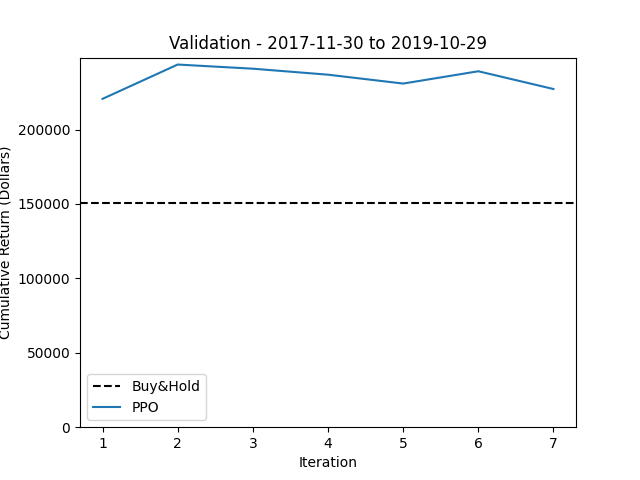 Validation - 2017-11-30 to 2019-10-29
Cumulative Return (Dollars)
200000
150000
100000
50000
0
Buy&Hold
PPO
1 2 3 4 5 6 7
Iteration